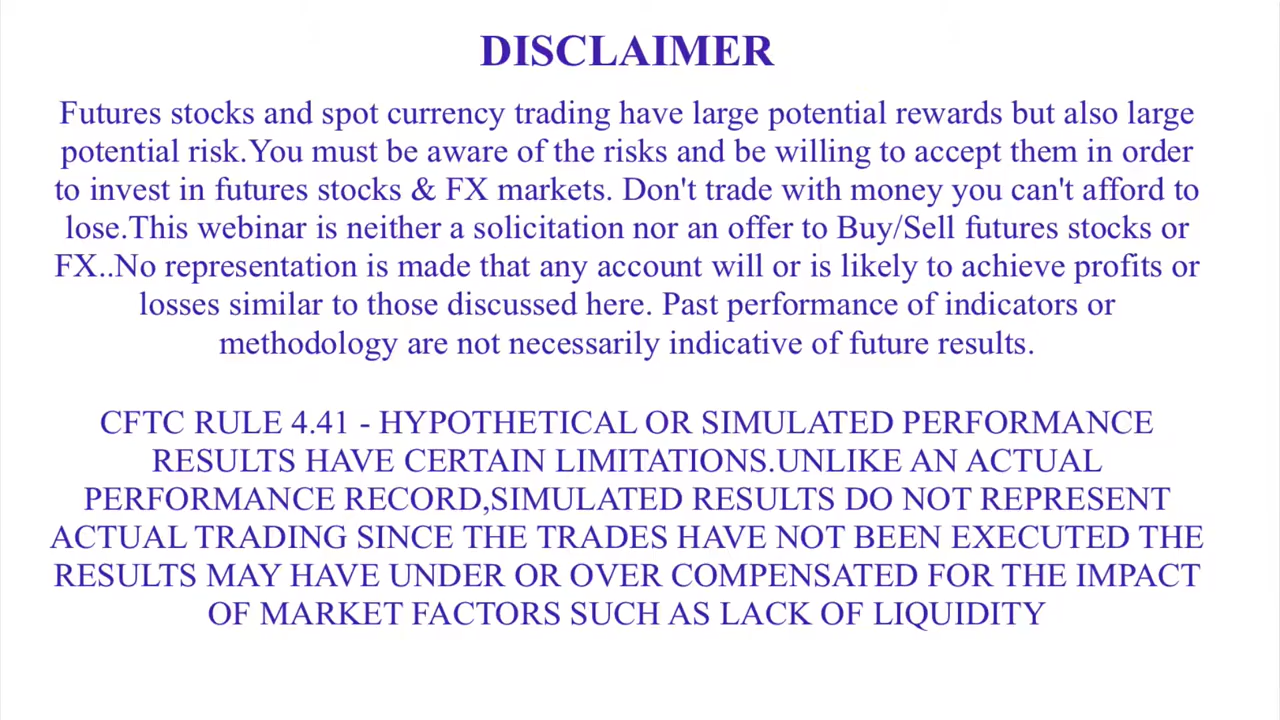 DISCLAIMER
Futures stocks and spot currency trading have large potential rewards but also large
potential risk.You must be aware of the risks and be willing to accept them in order
to invest in futures stocks & FX markets. Don't trade with money you can't afford to
lose.This webinar is neither a solicitation nor an offer to Buy/Sell futures stocks or
FX..No representation is made that any account will or is likely to achieve profits or
losses similar to those discussed here. Past performance of indicators or
methodology are not necessarily indicative of future results.
CFTC RULE 4.41 - HYPOTHETICAL OR SIMULATED PERFORMANCE
RESULTS HAVE CERTAIN LIMITATIONS.UNLIKE AN ACTUAL
PERFORMANCE RECORD,SIMULATED RESULTS DO NOT REPRESENT
ACTUAL TRADING SINCE THE TRADES HAVE NOT BEEN EXECUTED THE
RESULTS MAY HAVE UNDER OR OVER COMPENSATED FOR THE IMPACT
OF MARKET FACTORS SUCH AS LACK OF LIQUIDITY